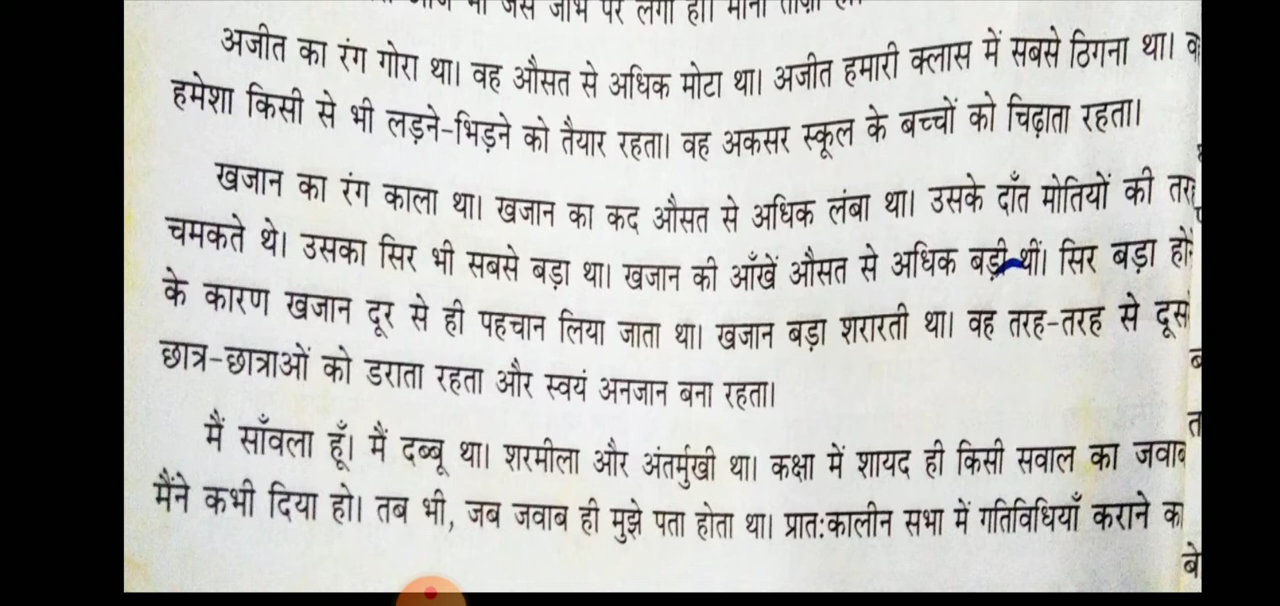 जैसे जीभ पर लगा हो।
अजीत का रंग गोरा था। वह औसत से अधिक मोटा था। अजीत हमारी क्लास में सबसे ठिगना था।
हमेशा किसी से भी लड़ने-भिड़ने को तैयार रहता। वह अकसर स्कूल के बच्चों को चिढ़ाता रहता।
खजान का रंग काला था। खजान का कद औसत से अधिक लंबा था। उसके दाँत मोतियों की
चमकते थे। उसका सिर भी सबसे बड़ा था। खजान की आँखें औसत से अधिक बड़ी थीं। सिर बड़ा
के कारण खजान दूर से ही पहचान लिया जाता था। खजान बड़ा शरारती था। वह तरह-तरह से
छात्र-छात्राओं को डराता रहता और स्वयं अनजान बना रहता।
मैं साँवला हूँ। मैं दब्बू था। शरमीला और अंतर्मुखी था। कक्षा में शायद ही किसी सवाल का जवाब
मैंने कभी दिया हो। तब भी, जब जवाब ही मुझे पता होता था। प्रात:कालीन सभा में गतिविधियाँ कराने का